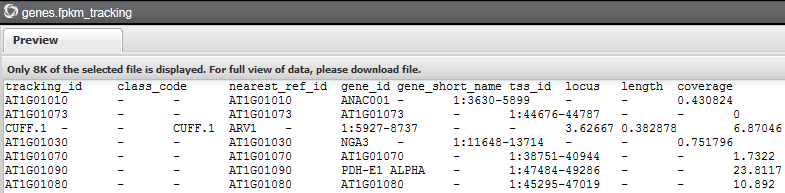 genes.fpkm_tracking
Preview
Only 8K of the selected file is displayed. For full view of data, please download file.
tracking_id class_code nearest_ref_id gene_id gene_short_name tss_id locus length coverage
AT1G01010 - - AT1G01010 ANAC001 - 1:3630-5899 - - 0.430824
AT1G01073 - - AT1G01073 AT1G01073 - 1:44676-44787 - - 0
CUFF.1 - - CUFF.1 ARV1 - 1:5927-8737 - - 3.62667 0.382878 6.87046
AT1G01030 - - AT1G01030 NGA3 - 1:11648-13714 - - 0.751796
AT1G01070 - - AT1G01070 AT1G01070 - 1:38751-40944 - - 1.7322
AT1G01090 - - AT1G01090 PDH-E1 ALPHA - 1:47484-49286 - - 23.8117
AT1G01080 - - AT1G01080 AT1G01080 - 1:45295-47019 - - 10.892